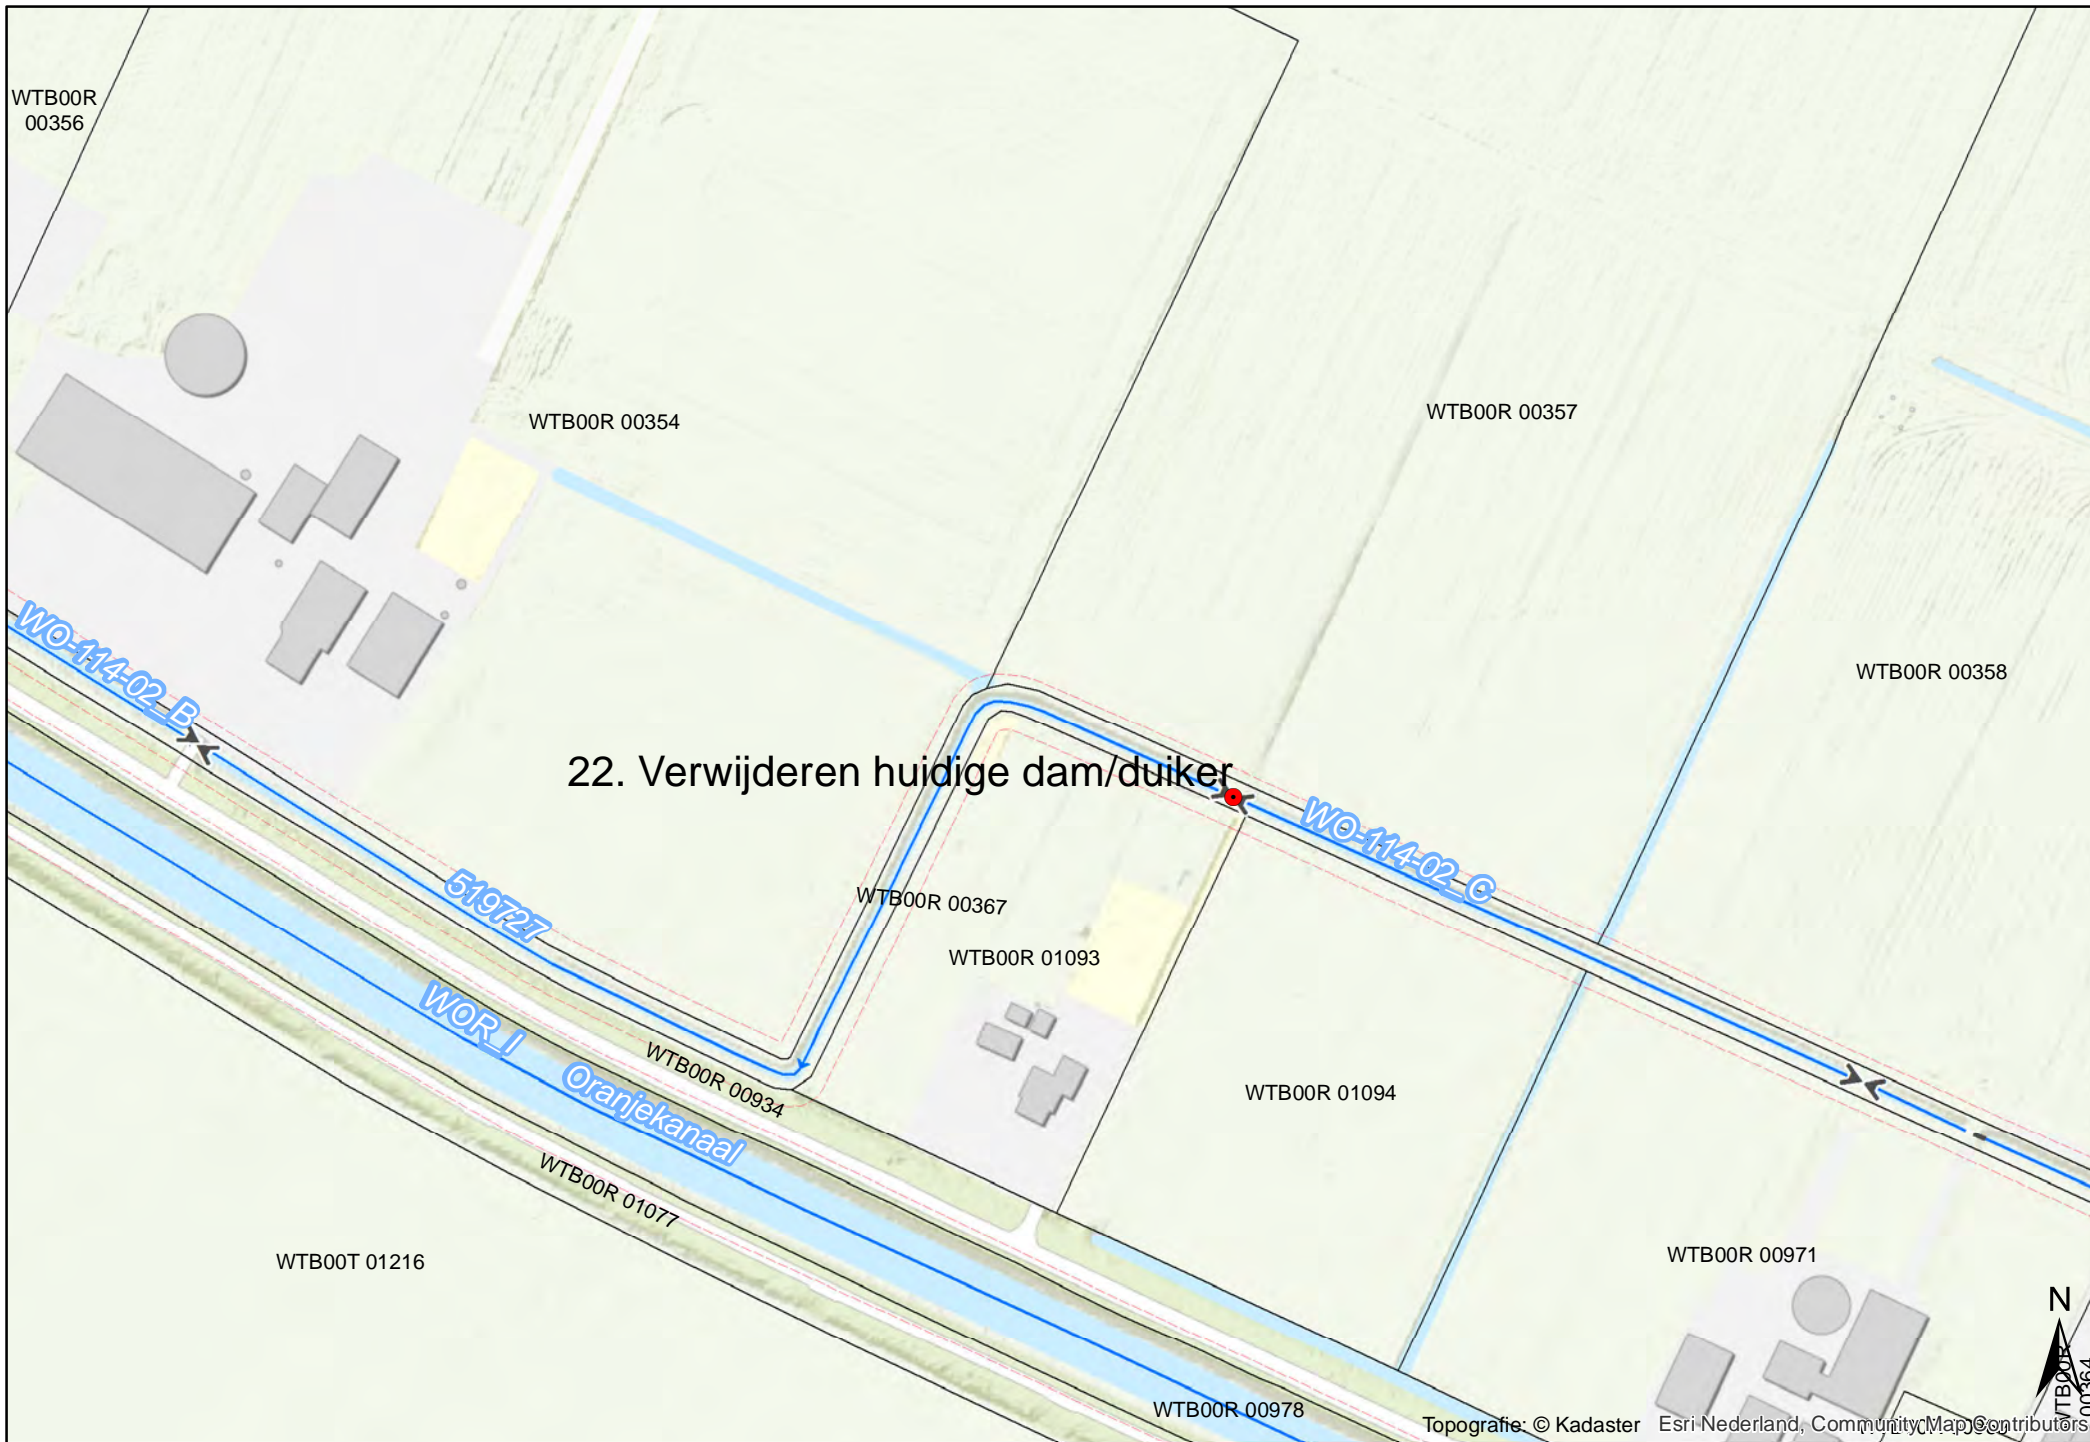 WTB00R
00356
WTB00R 00354
WTB00R 00357
WTB00R 00358
WO-114-02_B
22. Verwijderen huidige dam/duiker
WO-114-02_C
519727
WTB00R 00367
WTB00R 01093
WOR_I
Oranjekanaal
WTB00R 00934
WTB00R 01094
WTB00R 01077
WTB00T 01216
WTB00R 00971
N
WTB00R
00364
WTB00R 00978
Topografie: © Kadaster
Esri Nederland, Community Map Contributors